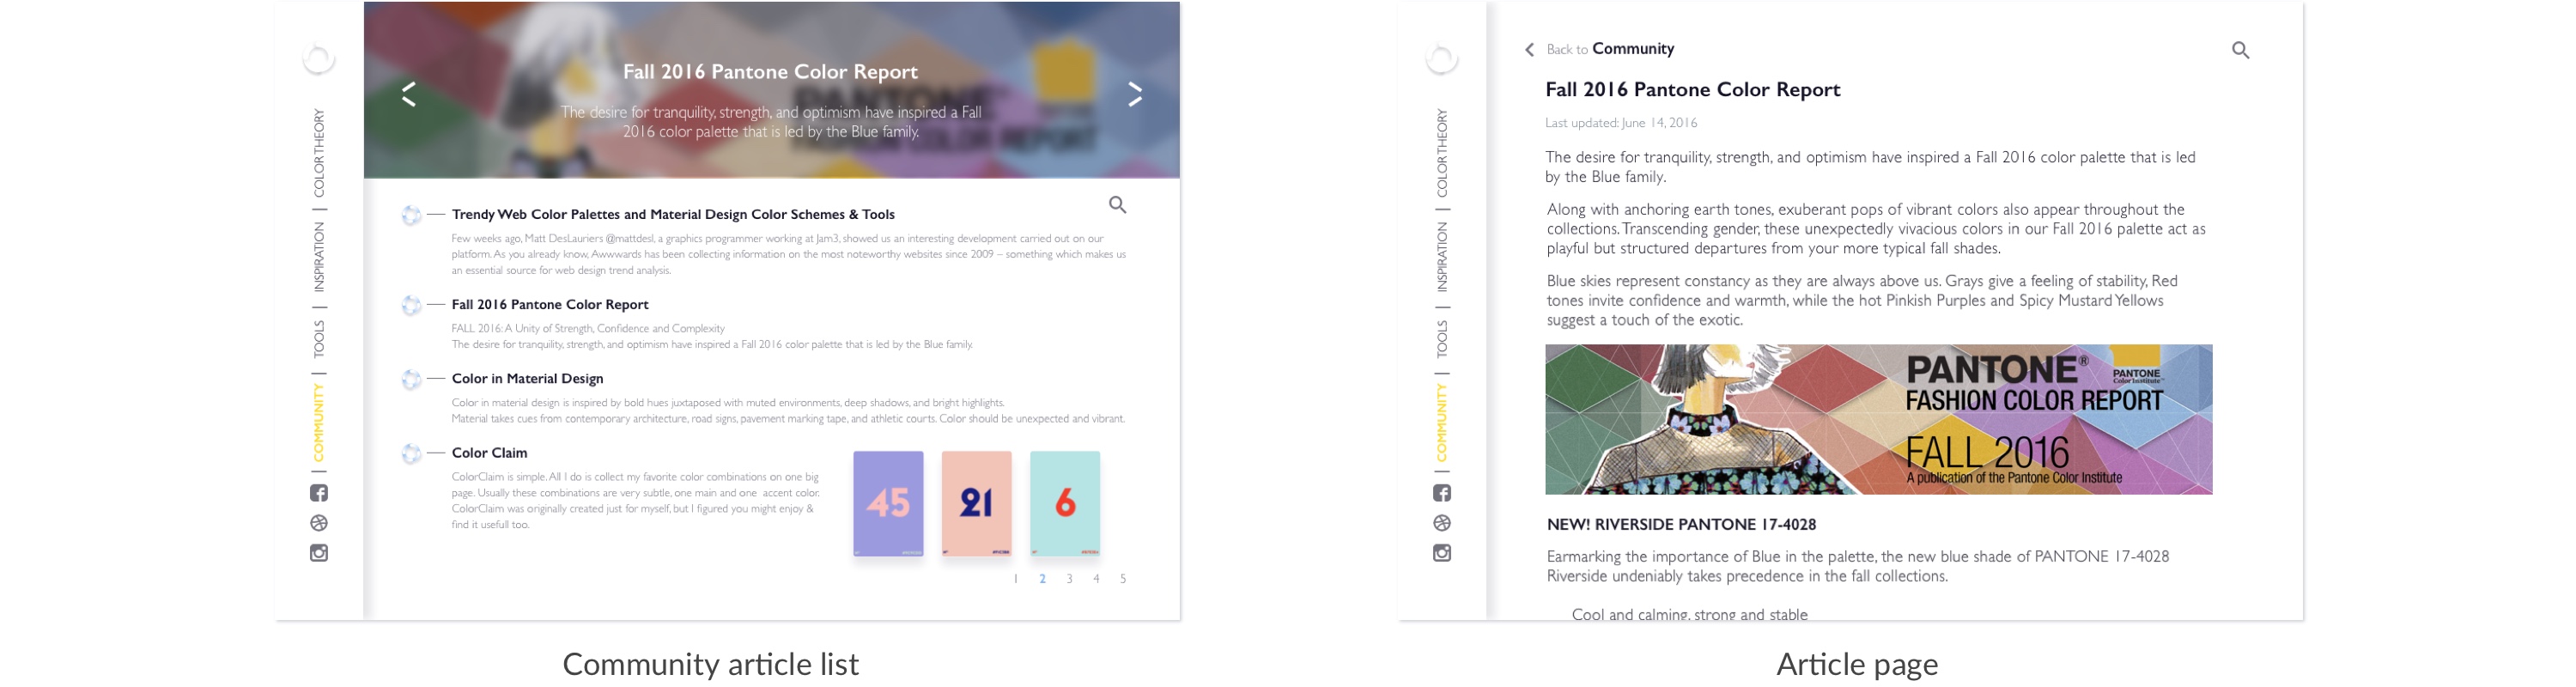 COLOR THEORY
INSPIRATION
TOOLS
COMMUNITY
Fall 2016 Pantone Color Report
The desire for tranquility, strength, and optimism have inspired a Fall
2016 color palette that is led by the Blue family.
Trendy Web Color Palettes and Material Design Color Schemes & Tools
Few weeks ago, Matt DesLauriers @mattdesl, a graphics programmer working at Jam3, showed us an interesting development carried out on our
platform. As you already know, Awwwards has been collecting information on the most noteworthy websites since 2009 – something which makes us
an essential source for web design trend analysis.
Fall 2016 Pantone Color Report
FALL 2016: A Unity of Strength, Confidence and Complexity
The desire for tranquility, strength, and optimism have inspired a Fall 2016 color palette that is led by the Blue family.
Color in Material Design
Color in material design is inspired by bold hues juxtaposed with muted environments, deep shadows, and bright highlights.
Material takes cues from contemporary architecture, road signs, pavement marking tape, and athletic courts. Color should be unexpected and vibrant.
Color Claim
ColorClaim is simple. All I do is collect my favorite color combinations on one big
page. Usually these combinations are very subtle, one main and one accent color.
ColorClaim was originally created just for myself, but I figured you might enjoy &
find it usefull too.
45 21 6
1 2 3 4 5
Community article list
COLOR THEORY
INSPIRATION
TOOLS
COMMUNITY
Back to Community
Fall 2016 Pantone Color Report
Last updated: June 14, 2016
The desire for tranquility, strength, and optimism have inspired a Fall 2016 color palette that is led
by the Blue family.
Along with anchoring earth tones, exuberant pops of vibrant colors also appear throughout the
collections. Transcending gender, these unexpectedly vivacious colors in our Fall 2016 palette act as
playful but structured departures from your more typical fall shades.
Blue skies represent constancy as they are always above us. Grays give a feeling of stability, Red
tones invite confidence and warmth, while the hot Pinkish Purples and Spicy Mustard Yellows
suggest a touch of the exotic.
PANTONE®
PANTONE
Color Institute™
FASHION COLOR REPORT
FALL 2016
A publication of the Pantone Color Institute
NEW! RIVERSIDE PANTONE 17-4028
Earmarking the importance of Blue in the palette, the new blue shade of PANTONE 17-4028
Riverside undeniably takes precedence in the fall collections.
Cool and calming, strong and stable
Article page